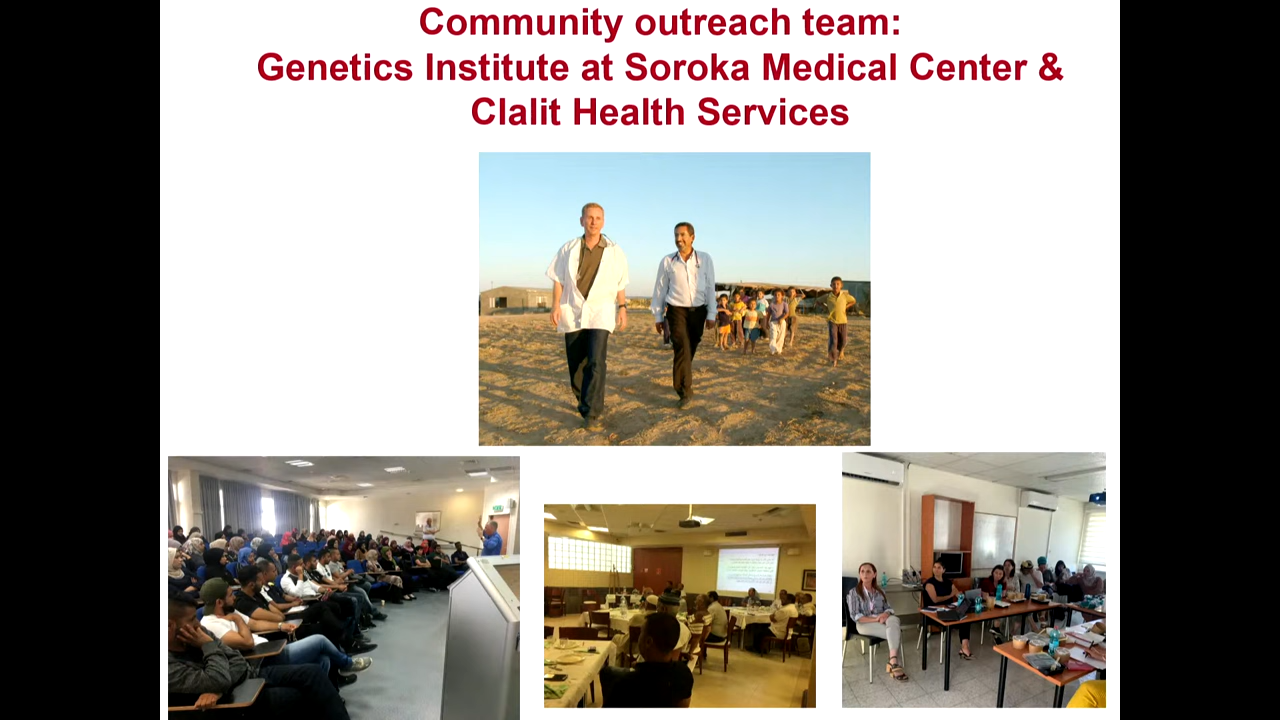 Community outreach team:
Genetics Institute at Soroka Medical Center &
Clalit Health Services